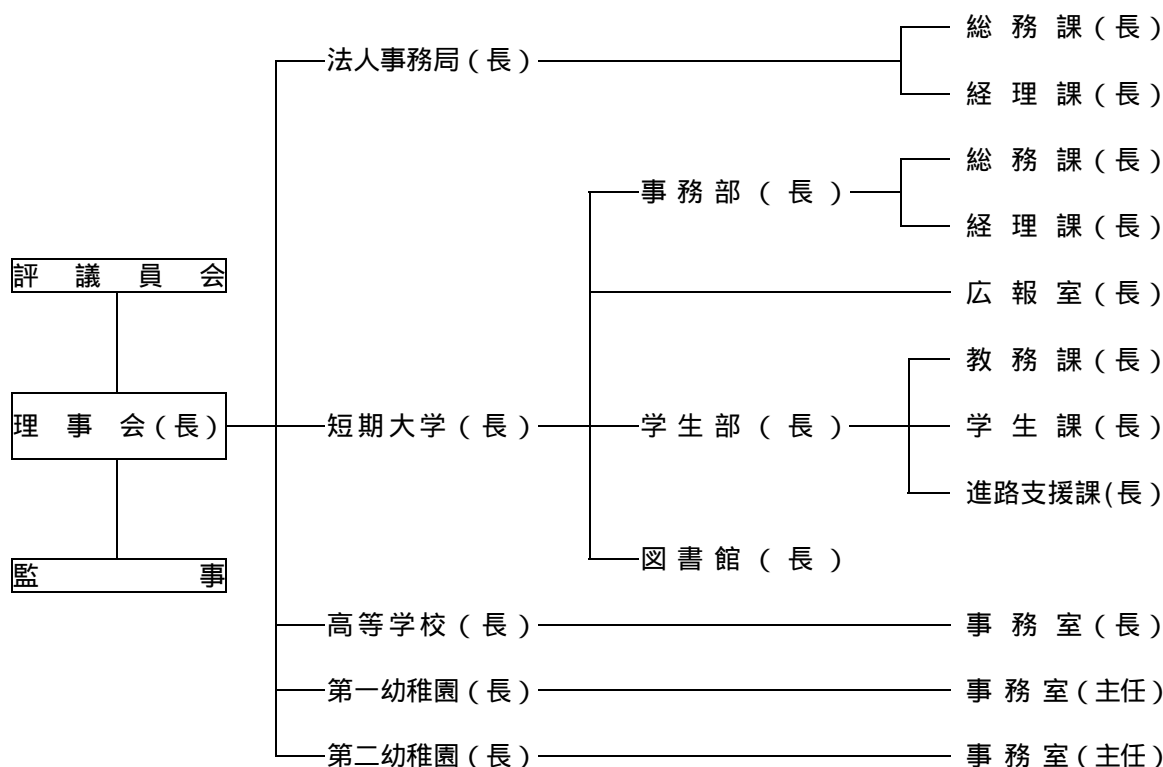 総務課(長)
法人事務局(長)
経理課(長)
総務課(長)
事務部(長)
経理課(長)
評議員会
広報室(長)
教務課(長)
理事会(長)
短期大学(長)
学生部(長)
学生課(長)
進路支援課(長)
図書館(長)
監事
高等学校(長)
事務室(長)
第一幼稚園(長)
事務室(主任)
第二幼稚園(長)
事務室(主任)